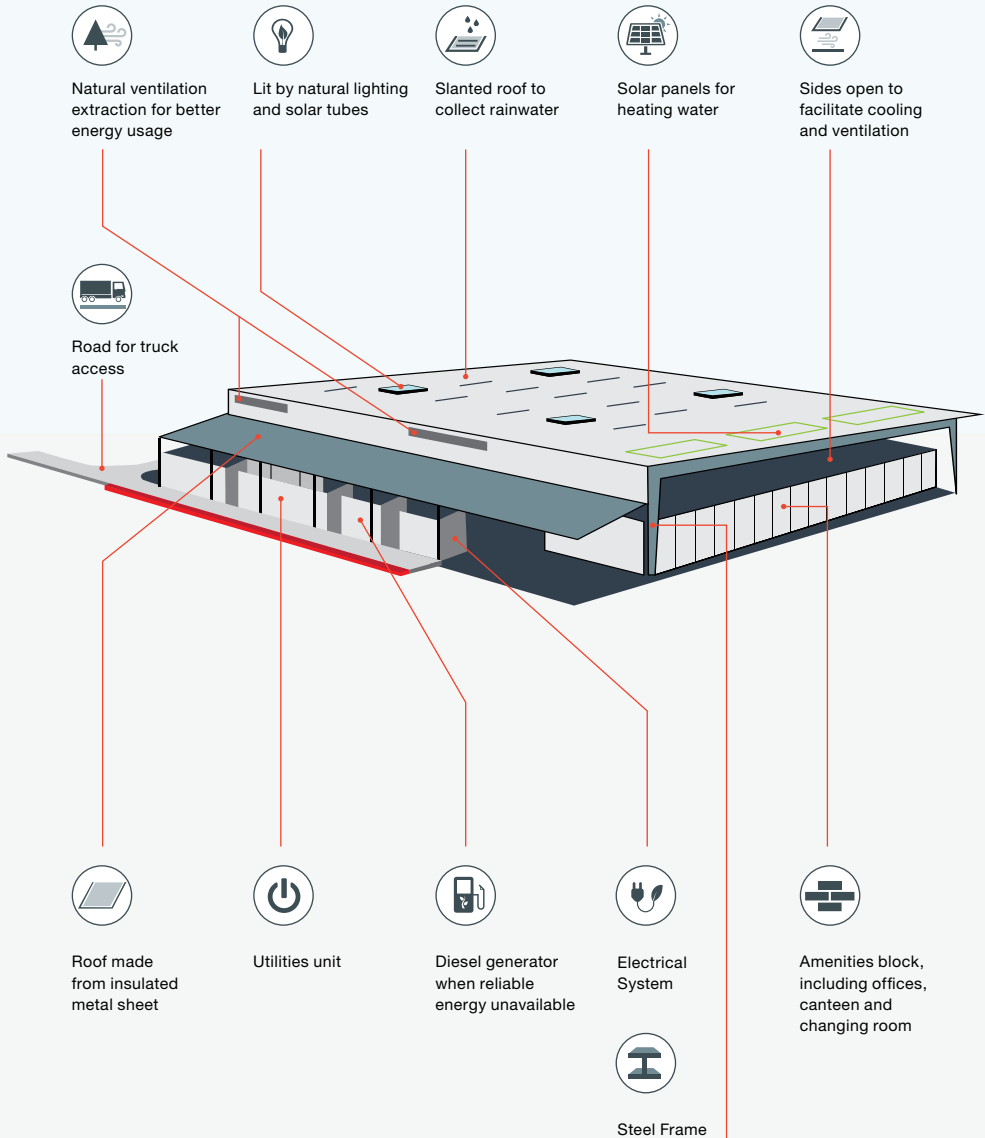 Natural ventilation
extraction for better
energy usage
Lit by natural lighting
and solar tubes
Slanted roof to
collect rainwater
Solar panels for
heating water
Sides open to
facilitate cooling
and ventilation
Road for truck
access
Roof made
from insulated
metal sheet
Utilities unit
Diesel generator
when reliable
energy unavailable
Electrical
System
Amenities block,
including offices,
canteen and
changing room
Steel Frame